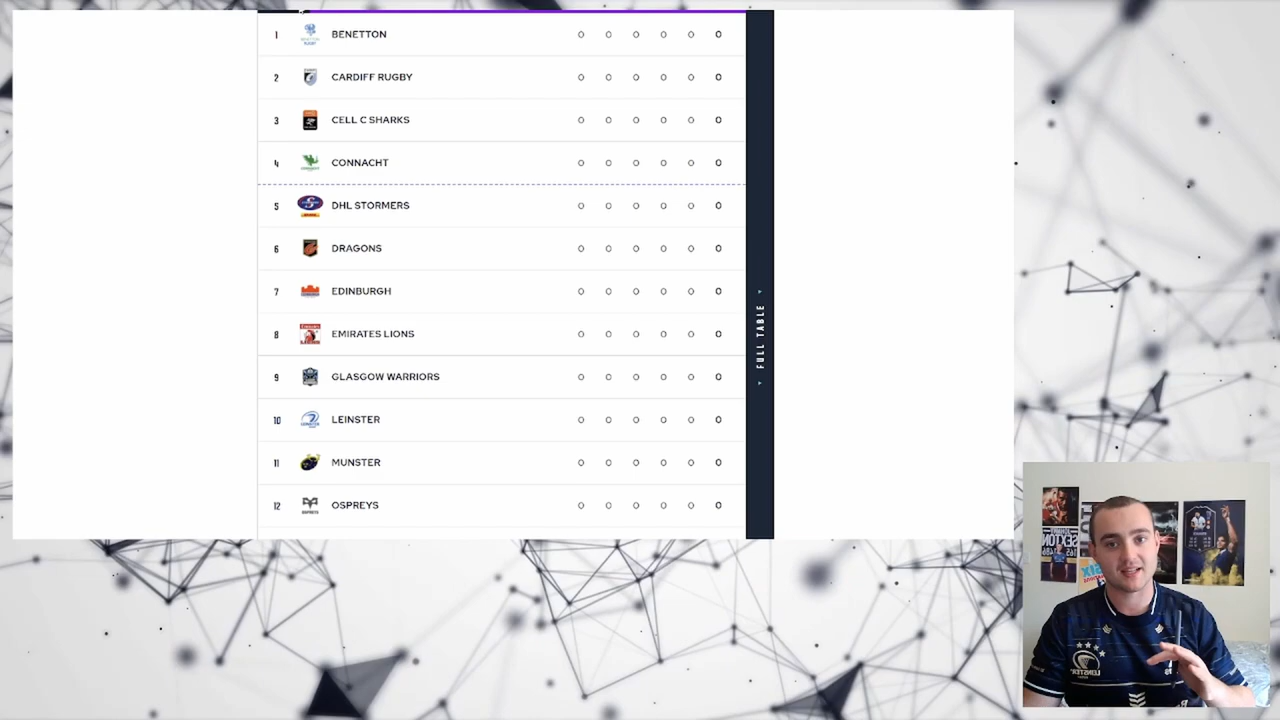 1 BENETTON 0 0 0 0 0 0
2 CARDIFF RUGBY 0 0 0 0 0 0
3 CELL C SHARKS 0 0 0 0 0 0
4 CONNACHT 0 0 0 0 0 0
5 DHL STORMERS 0 0 0 0 0 0
6 DRAGONS 0 0 0 0 0 0
7 EDINBURGH 0 0 0 0 0 0
8 EMIRATES LIONS 0 0 0 0 0 0
9 GLASGOW WARRIORS 0 0 0 0 0 0
10 LEINSTER 0 0 0 0 0 0
11 MUNSTER 0 0 0 0 0 0
12 OSPREYS 0 0 0 0 0 0
FULL TABLE
SEXTON
SIX
LEINSTER